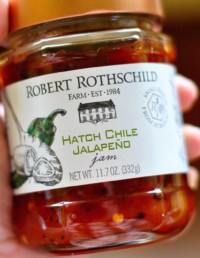 ROBERT ROTHSCHILD
FARM · EST · 1984
HATCH CHILE
JALAPEÑO
jam
NET WT. 11.7 OZ. (332g)